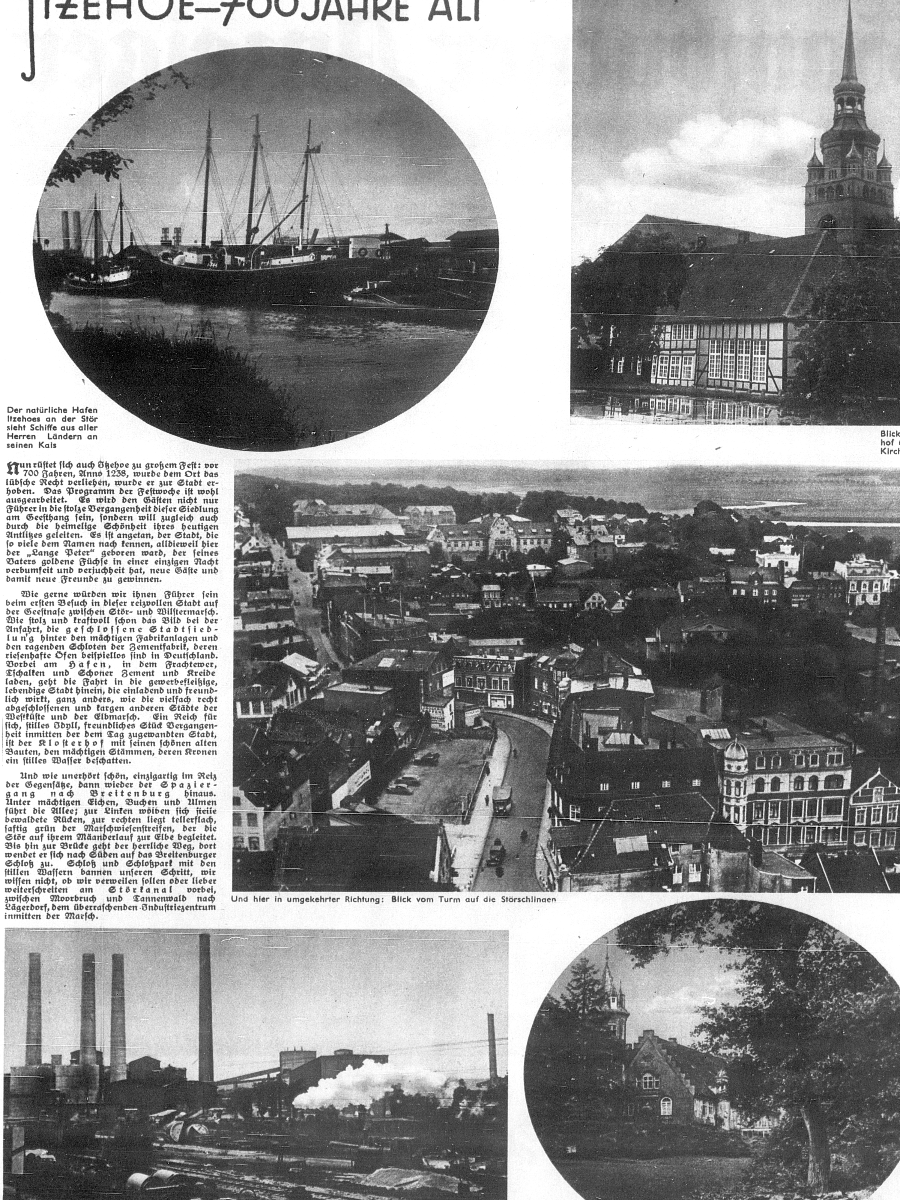 ITZEHOE—700 JAHRE ALT
Der natürliche Hafen
Itzehoes an der Stör
sieht Schiffe aus aller
Herren Ländern an
seinen Kais
Blick
hof
Kirch
Nun rüstet sich auch Itzehoe zu großem Fest: vor
700 Jahren, Anno 1238, wurde dem Ort das
lübsche Recht verliehen, wurde er zur Stadt er-
hoben. Das Programm der Festwoche ist wohl
ausgearbeitet. Es wird den Gästen nicht nur
Führer in die stolze Vergangenheit dieser Siedlung
am Geesthang sein, sondern will zugleich auch
durch die heimelige Schönheit ihres heutigen
Antlitzes geleiten. Es ist angetan, der Stadt, die
so viele dem Namen nach kennen, alldieweil hier
der „Lange Peter“ geboren ward, der seines
Vaters goldene Füchse in einer einzigen Nacht
verbumfeit und versuchheit hat, neue Gäste und
damit neue Freunde zu gewinnen.
Wie gerne würden wir ihnen Führer sein
beim ersten Besuch in dieser reizvollen Stadt auf
der Geestnase zwischen Stör- und Wilstermarsch.
Wie stolz und kraftvoll schon das Bild bei der
Anfahrt, die geschlossene Stadtsied-
lung hinter den mächtigen Fabrikanlagen und
den ragenden Schloten der Zementfabrik, deren
riesenhafte Öfen beispiellos sind in Deutschland.
Vorbei am Hafen, in dem Frachtewer,
Tschalken und Schoner Zement und Kreide
laden, geht die Fahrt in die gewerbefleißige,
lebendige Stadt hinein, die einladend und freund-
lich wirkt, ganz anders, wie die vielfach recht
abgeschlossenen und kargen anderen Städte der
Westküste und der Elbmarsch. Ein Reich für
sich, stilles Idyll, freundliches Stück Vergangen-
heit inmitten der dem Tag zugewandten Stadt,
ist der Klosterhof mit seinen schönen alten
Bauten, den mächtigen Stämmen, deren Kronen
ein stilles Wasser beschatten.
Und wie unerhört schön, einzigartig im Reiz
der Gegensätze, dann wieder der Spazier-
gang nach Breitenburg hinaus.
Unter mächtigen Eichen, Buchen und Ulmen
führt die Allee; zur Linken wölben sich steile
bewaldete Rücken, zur rechten liegt tellerflach,
saftig grün der Marschwiesenstreifen, der die
Stör auf ihrem Mäanderlauf zur Elbe begleitet.
Bis hin zur Brücke geht der herrliche Weg, dort
wendet er sich nach Süden auf das Breitenburger
Schloß zu. Schloß und Schloßpark mit den
stillen Wassern bannen unseren Schritt, wir
wissen nicht, ob wir verweilen sollen oder lieber
weiterschreiten am Störkanal vorbei,
zwischen Moorbruch und Tannenwald nach
Lägerdorf, dem überraschenden Industriezentrum
inmitten der Marsch.
Und hier in umgekehrter Richtung: Blick vom Turm auf die Störschlingen